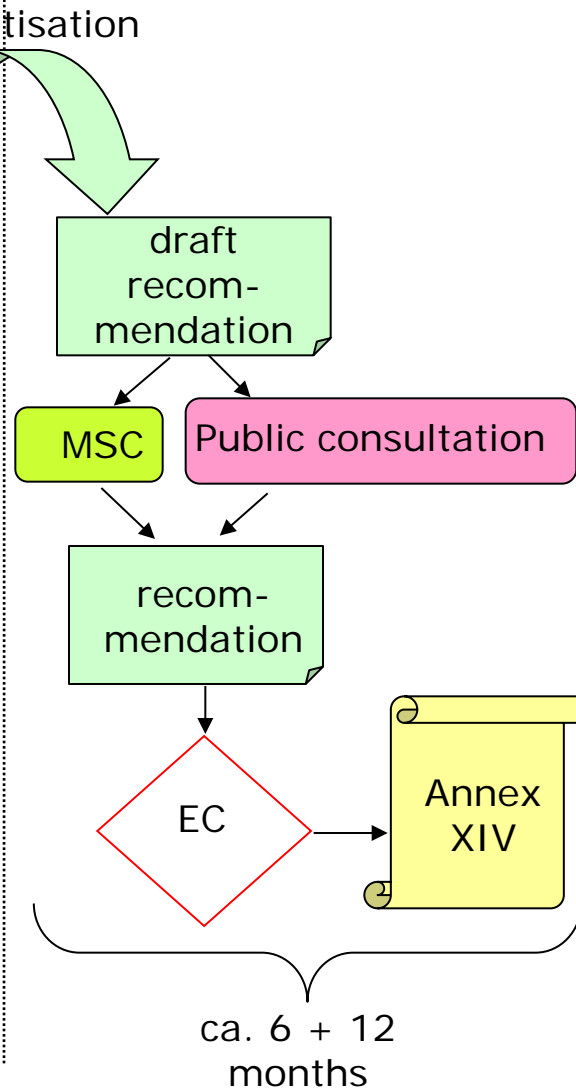 tisation
draft
recom-
mendation
MSC
Public consultation
recom-
mendation
EC
Annex
XIV
ca. 6 + 12
months